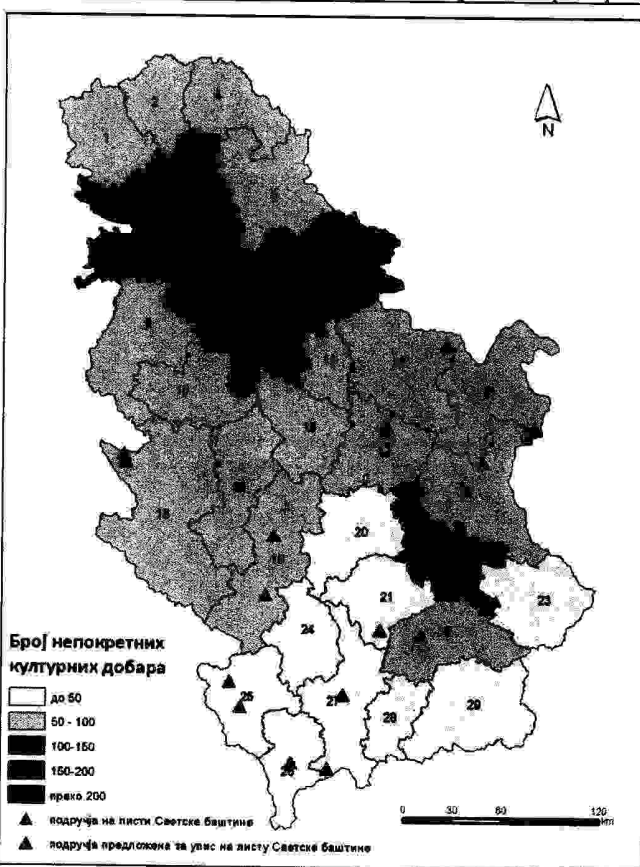 1
2
4
N
20
21
23
24
25
21
28
29
18
Број непокретних
културних добара
до 50
50 - 100
100-150
150-200
преко 200
подручја на листи Светске баштине
подручја предложена за упис на листу Светске баштине
0 30 60 120